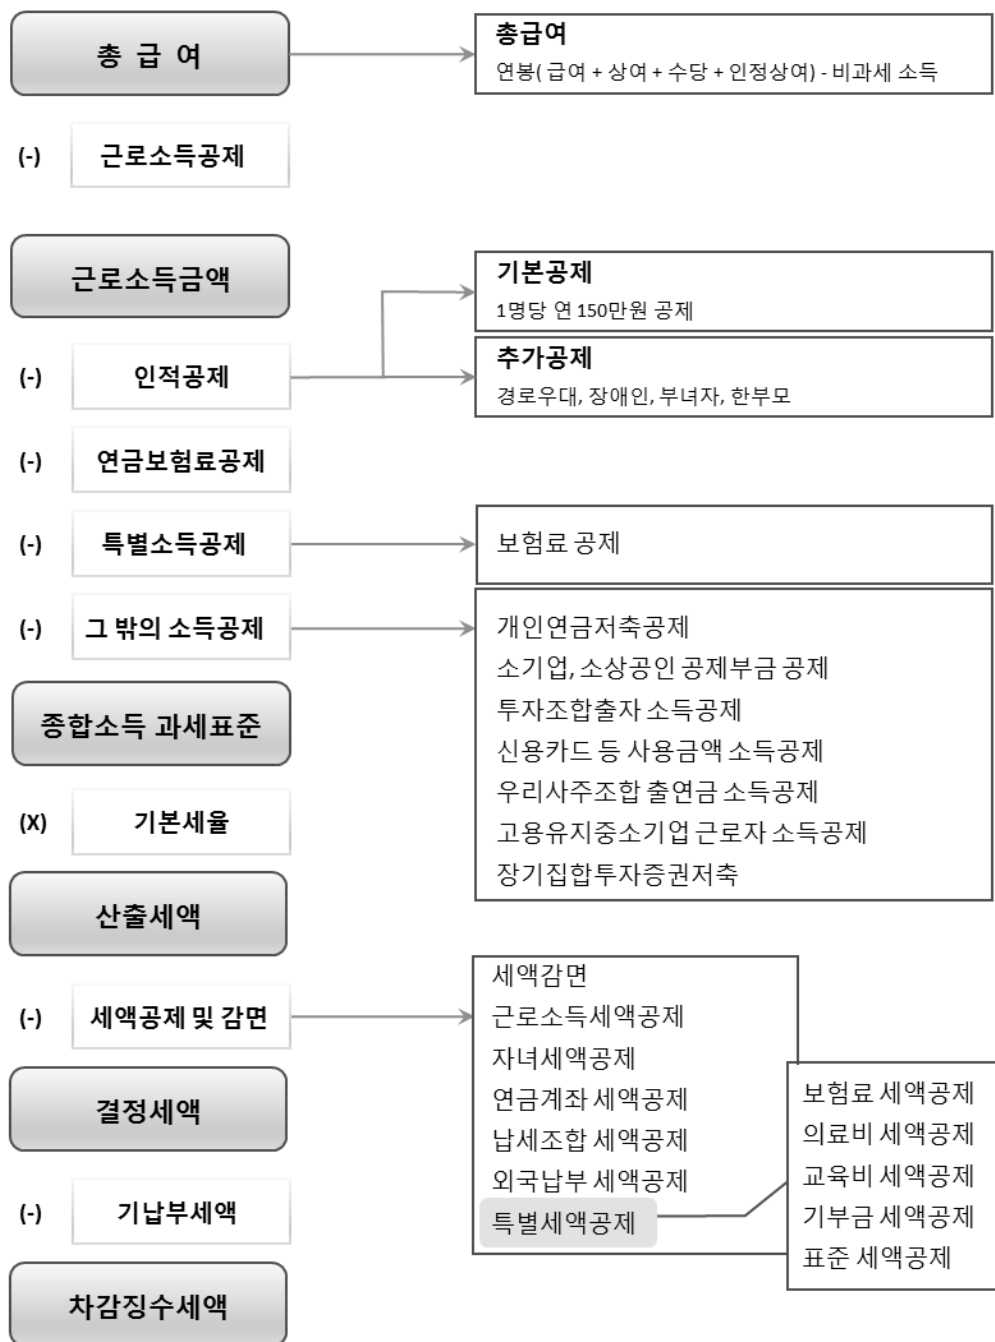 총 급 여
총급여
연봉( 급여 + 상여 + 수당 + 인정상여) - 비과세 소득
(-) 근로소득공제
근로소득금액
기본공제
1명당 연 150만원 공제
(-) 인적공제
추가공제
경로우대, 장애인, 부녀자, 한부모
(-) 연금보험료공제
(-) 특별소득공제
보험료 공제
(-) 그 밖의 소득공제
개인연금저축공제
소기업, 소상공인 공제부금 공제
투자조합출자 소득공제
신용카드 등 사용금액 소득공제
우리사주조합 출연금 소득공제
고용유지중소기업 근로자 소득공제
장기집합투자증권저축
종합소득 과세표준
(X) 기본세율
산출세액
(-) 세액공제 및 감면
세액감면
근로소득세액공제
자녀세액공제
연금계좌 세액공제
납세조합 세액공제
외국납부 세액공제
특별세액공제
보험료 세액공제
의료비 세액공제
교육비 세액공제
기부금 세액공제
표준 세액공제
결정세액
(-) 기납부세액
차감징수세액